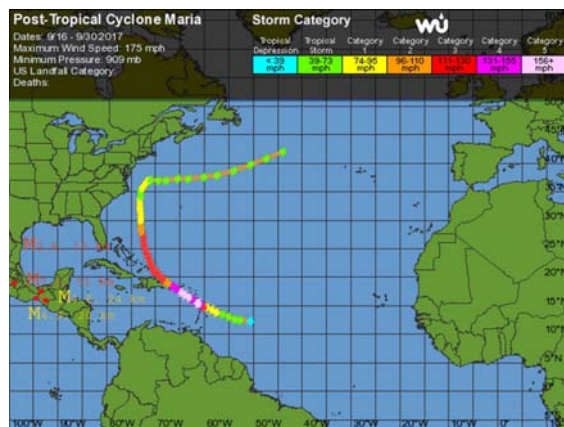 Post-Tropical Cyclone Maria
Dates: 9/16 - 9/30/2017
Maximum Wind Speed: 175 mph
Minimum Pressure: 909 mb
US Landfall Category:
Deaths:
Storm Category
wu
Tropical Depression
Tropical Storm
Category 1
Category 2
Category 3
Category 4
Category 5
< 39 mph
39-73 mph
74-95 mph
96-110 mph
111-130 mph
131-155 mph
156+ mph
50°N
45°N
40°N
35°N
30°N
25°N
20°N
15°N
10°N
5°N
M
M
M
M
100°W
90°W
80°W
70°W
60°W
50°W
40°W
30°W
20°W
10°W
0°
10°E